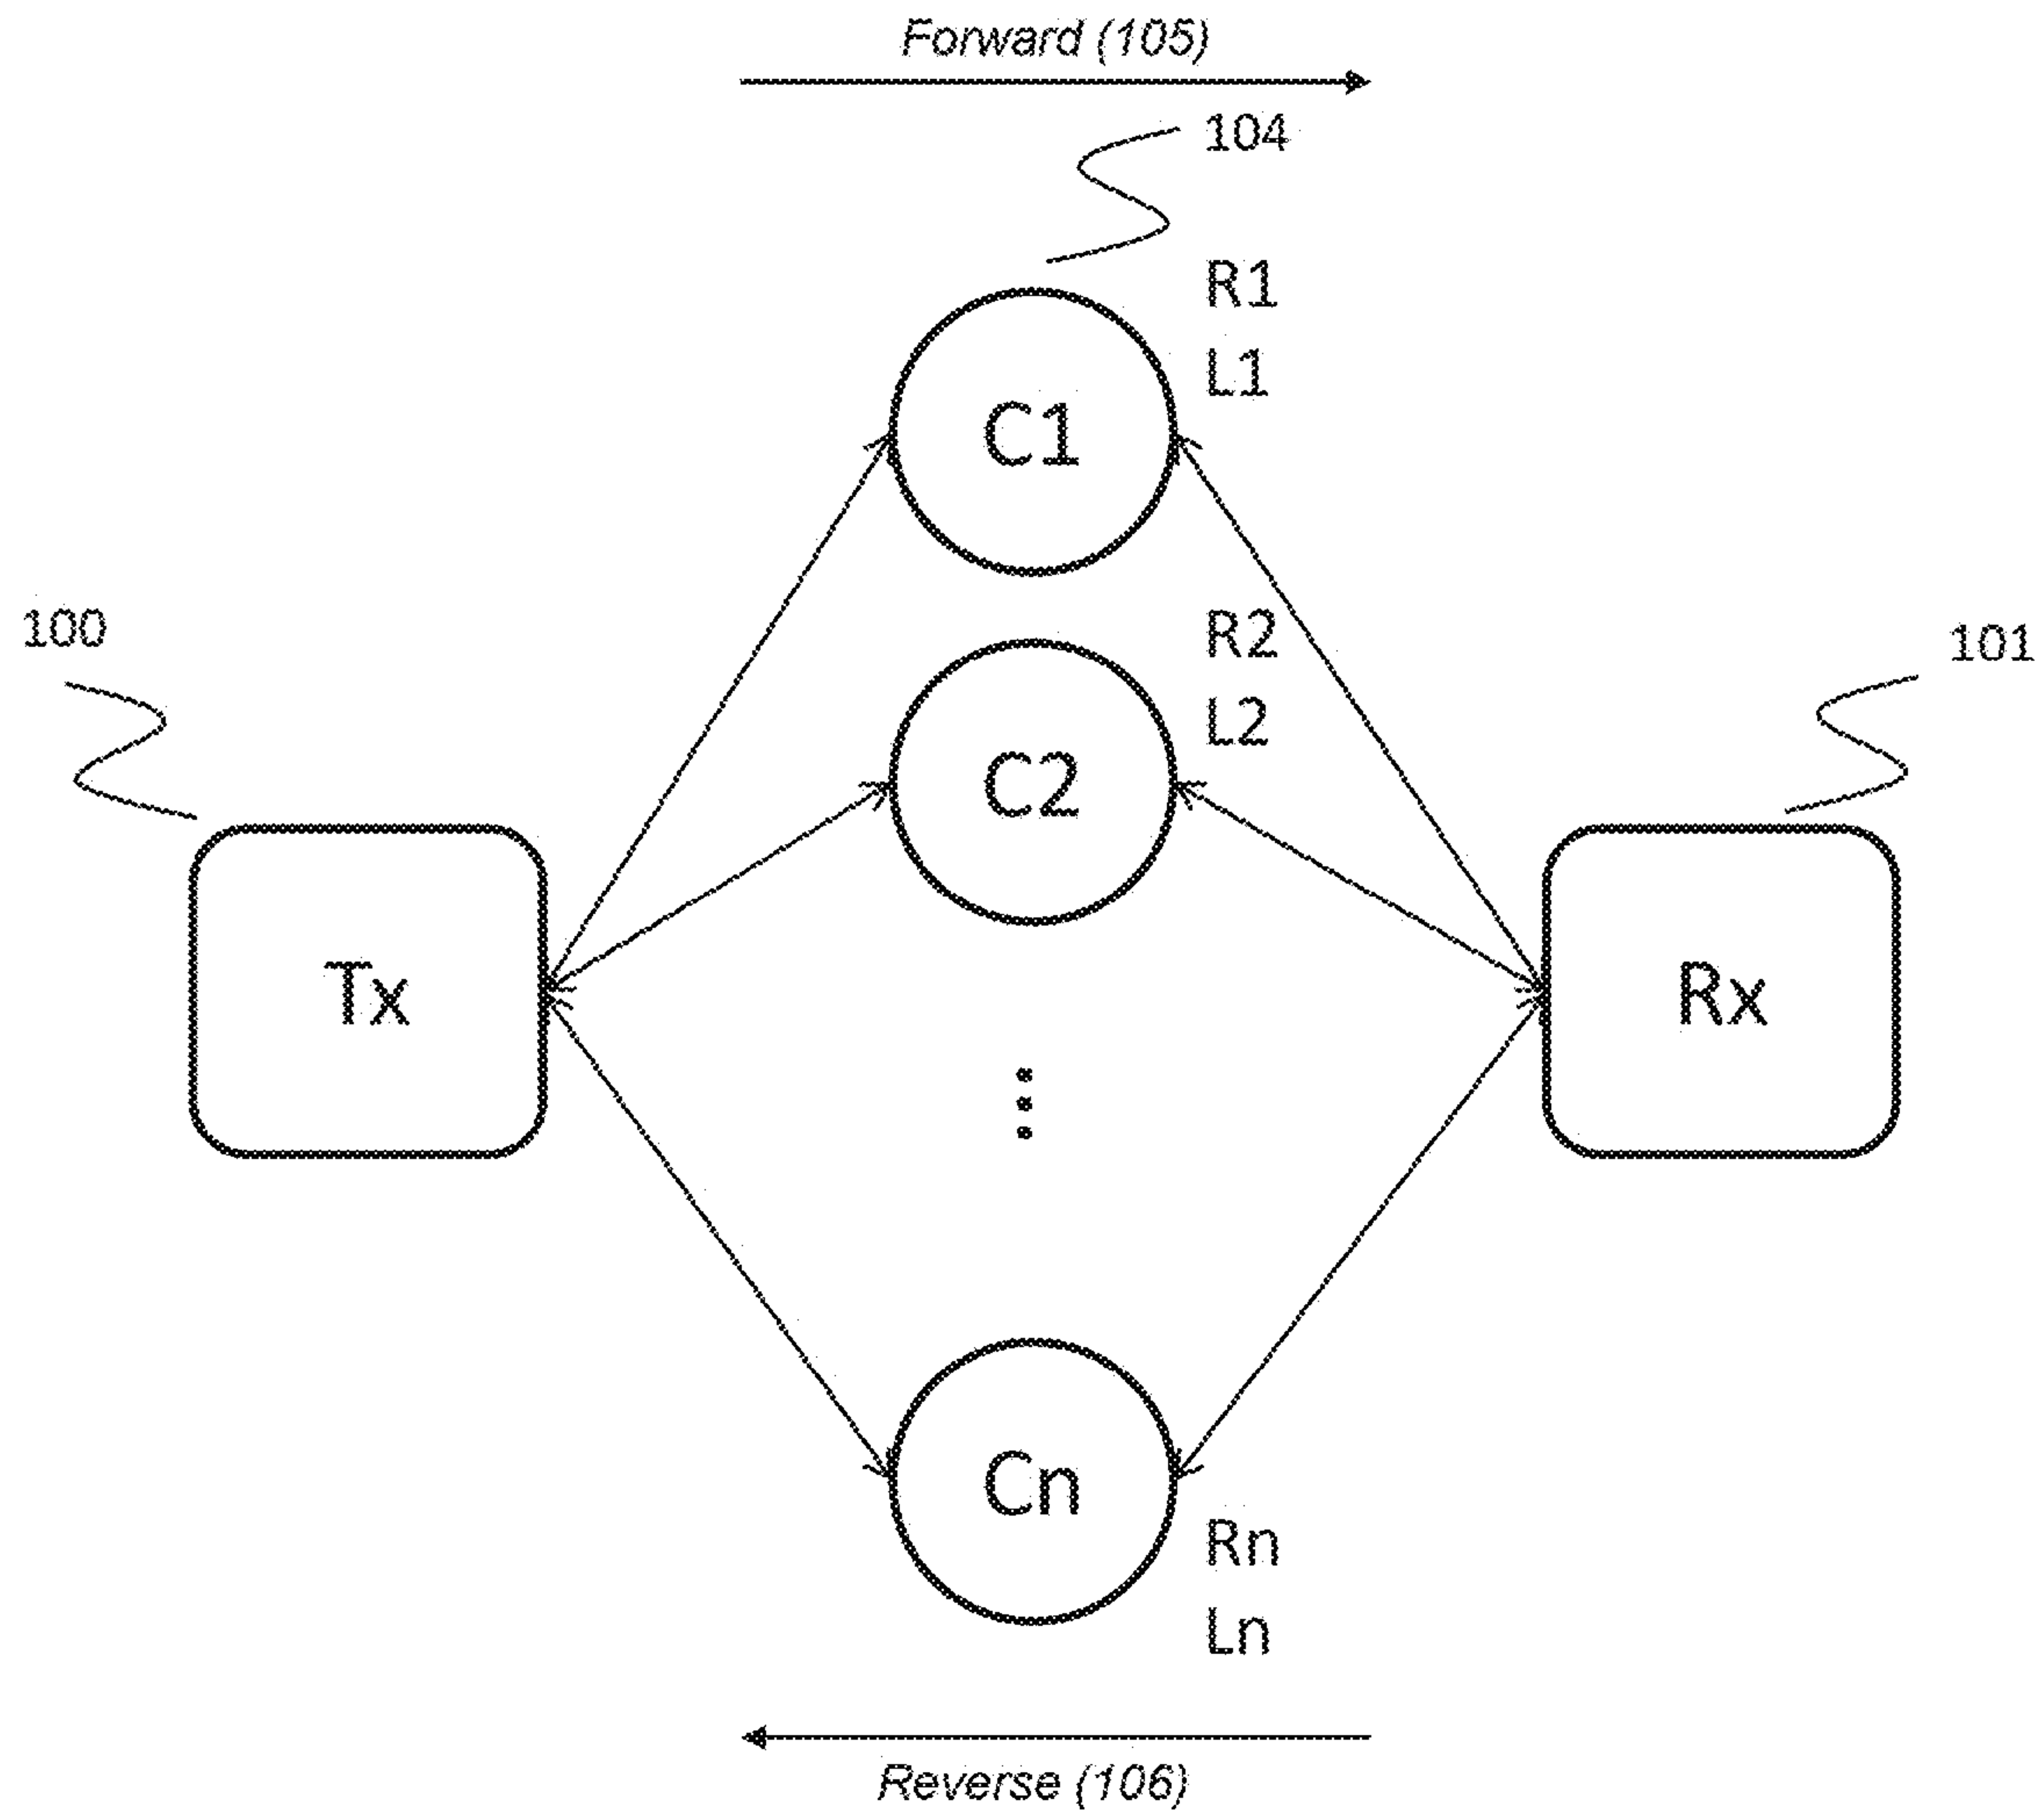 Forward (105)
104
R1
L1
C1
100
R2
101
L2
C2
Tx
Rx
Cn
Rn
Ln
Reverse (106)